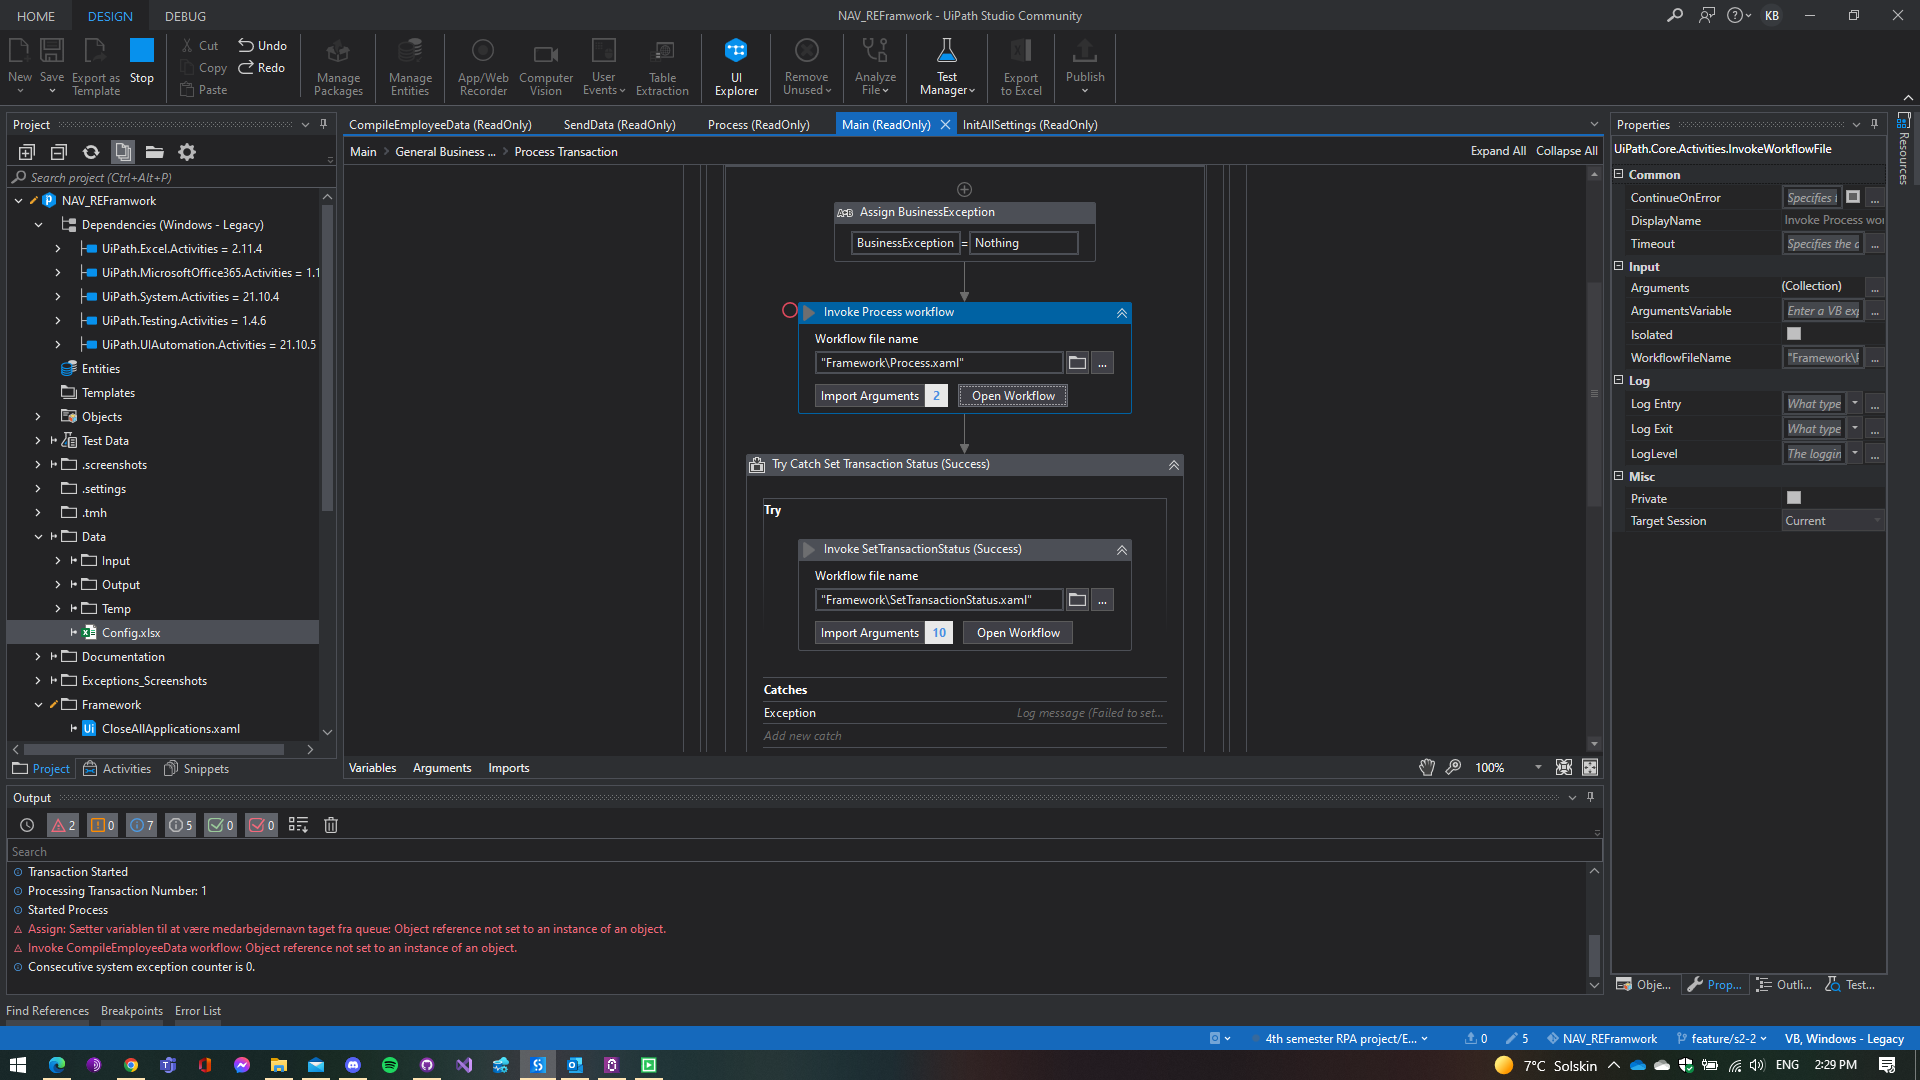 HOME DESIGN DEBUG
NAV_REFramwork - UiPath Studio Community
KB
New
Save
Export as Template
Stop
Cut
Copy
Paste
Undo
Redo
Manage Packages
Manage Entities
App/Web Recorder
Computer Vision
User Events
Table Extraction
UI Explorer
Remove Unused
Analyze File
Test Manager
Export to Excel
Publish
Project
Search project (Ctrl+Alt+P)
NAV_REFramwork
Dependencies (Windows - Legacy)
UiPath.Excel.Activities = 2.11.4
UiPath.MicrosoftOffice365.Activities = 1.1
UiPath.System.Activities = 21.10.4
UiPath.Testing.Activities = 1.4.6
UiPath.UIAutomation.Activities = 21.10.5
Entities
Templates
Objects
Test Data
.screenshots
.settings
.tmh
Data
Input
Output
Temp
Config.xlsx
Documentation
Exceptions_Screenshots
Framework
CloseAllApplications.xaml
Project Activities Snippets
CompileEmployeeData (ReadOnly) SendData (ReadOnly) Process (ReadOnly) Main (ReadOnly) InitAllSettings (ReadOnly)
Main General Business ... Process Transaction
Expand All Collapse All
Assign BusinessException
BusinessException = Nothing
Invoke Process workflow
Workflow file name
"Framework\Process.xaml"
...
Import Arguments 2 Open Workflow
Try Catch Set Transaction Status (Success)
Try
Invoke SetTransactionStatus (Success)
Workflow file name
"Framework\SetTransactionStatus.xaml"
...
Import Arguments 10 Open Workflow
Catches
Exception Log message (Failed to set...
Add new catch
Variables Arguments Imports
100%
Properties
UiPath.Core.Activities.InvokeWorkflowFile
Common
ContinueOnError Specifies i ...
DisplayName Invoke Process wor
Timeout Specifies the a ...
Input
Arguments (Collection) ...
ArgumentsVariable Enter a VB exp ...
Isolated
WorkflowFileName "Framework\P ...
Log
Log Entry What type ...
Log Exit What type ...
LogLevel The loggin ...
Misc
Private
Target Session Current
Resources
Obje... Prop... Outli... Test...
Output
2 0 7 5 0 0
Search
Transaction Started
Processing Transaction Number: 1
Started Process
Assign: Sætter variablen til at være medarbejdernavn taget fra queue: Object reference not set to an instance of an object.
Invoke CompileEmployeeData workflow: Object reference not set to an instance of an object.
Consecutive system exception counter is 0.
Find References Breakpoints Error List
4th semester RPA project/E... 0 5 NAV_REFramwork feature/s2-2 VB, Windows - Legacy
7°C Solskin ENG 2:29 PM